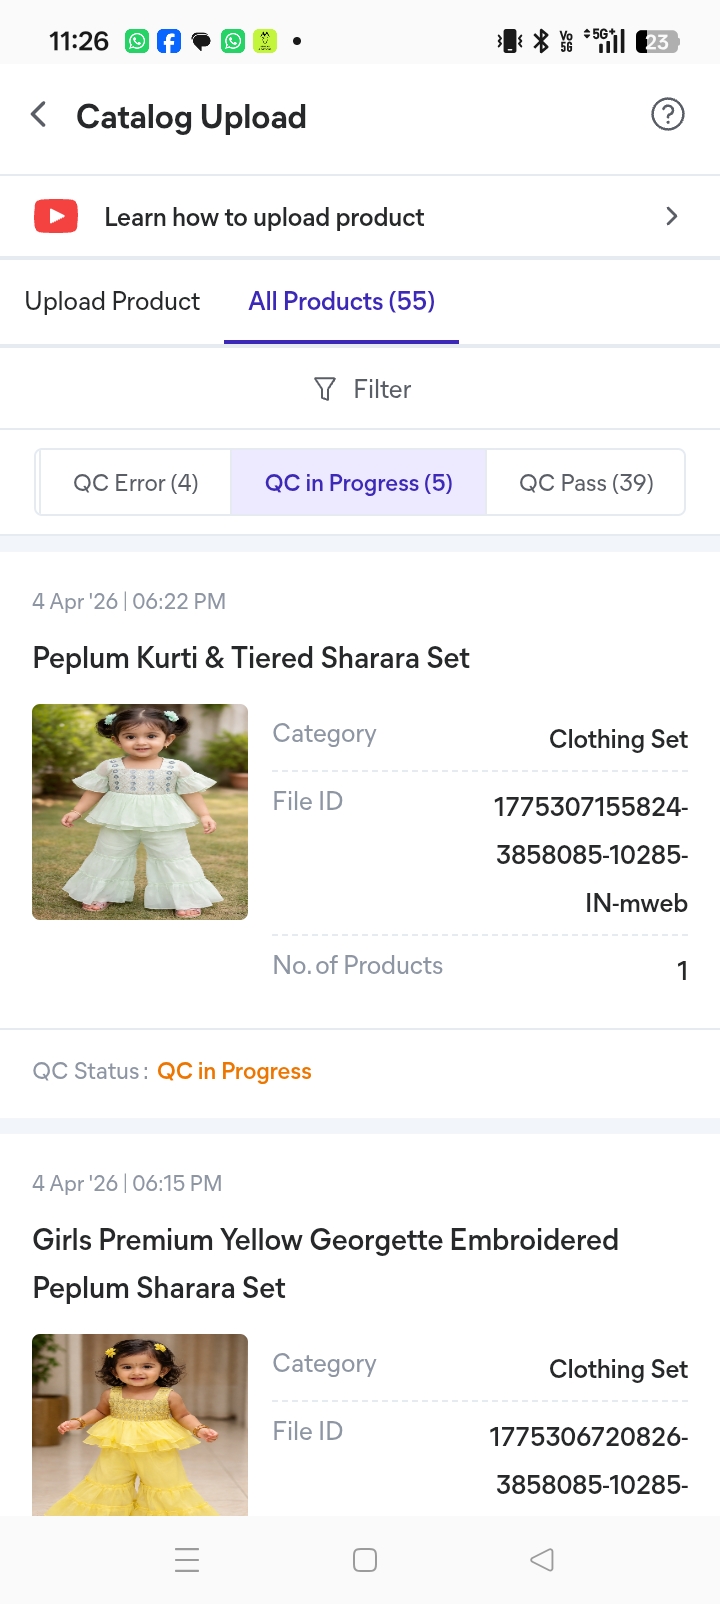 11:26
Vo 5G
5G+
23
Catalog Upload
Learn how to upload product
Upload Product
All Products (55)
Filter
QC Error (4)
QC in Progress (5)
QC Pass (39)
4 Apr '26 | 06:22 PM
Peplum Kurti & Tiered Sharara Set
Category
Clothing Set
File ID
1775307155824-
3858085-10285-
IN-mweb
No. of Products
1
QC Status : QC in Progress
4 Apr '26 | 06:15 PM
Girls Premium Yellow Georgette Embroidered
Peplum Sharara Set
Category
Clothing Set
File ID
1775306720826-
3858085-10285-